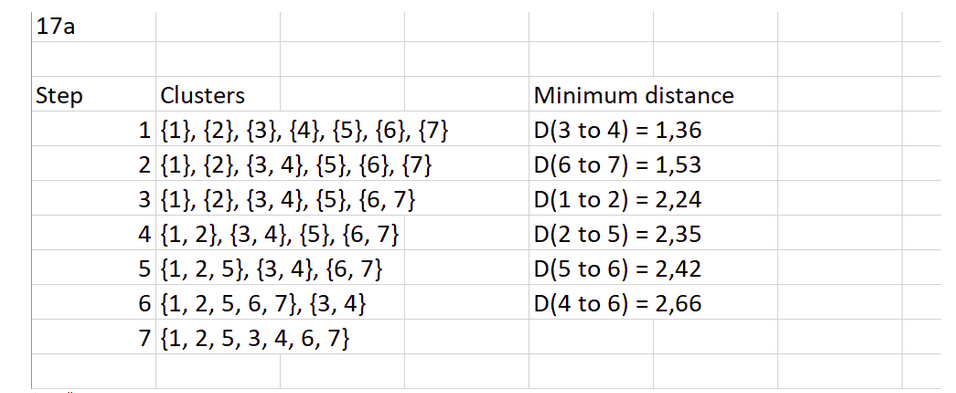 17a
Step Clusters Minimum distance
1 {1}, {2}, {3}, {4}, {5}, {6}, {7} D(3 to 4) = 1,36
2 {1}, {2}, {3, 4}, {5}, {6}, {7} D(6 to 7) = 1,53
3 {1}, {2}, {3, 4}, {5}, {6, 7} D(1 to 2) = 2,24
4 {1, 2}, {3, 4}, {5}, {6, 7} D(2 to 5) = 2,35
5 {1, 2, 5}, {3, 4}, {6, 7} D(5 to 6) = 2,42
6 {1, 2, 5, 6, 7}, {3, 4} D(4 to 6) = 2,66
7 {1, 2, 5, 3, 4, 6, 7}